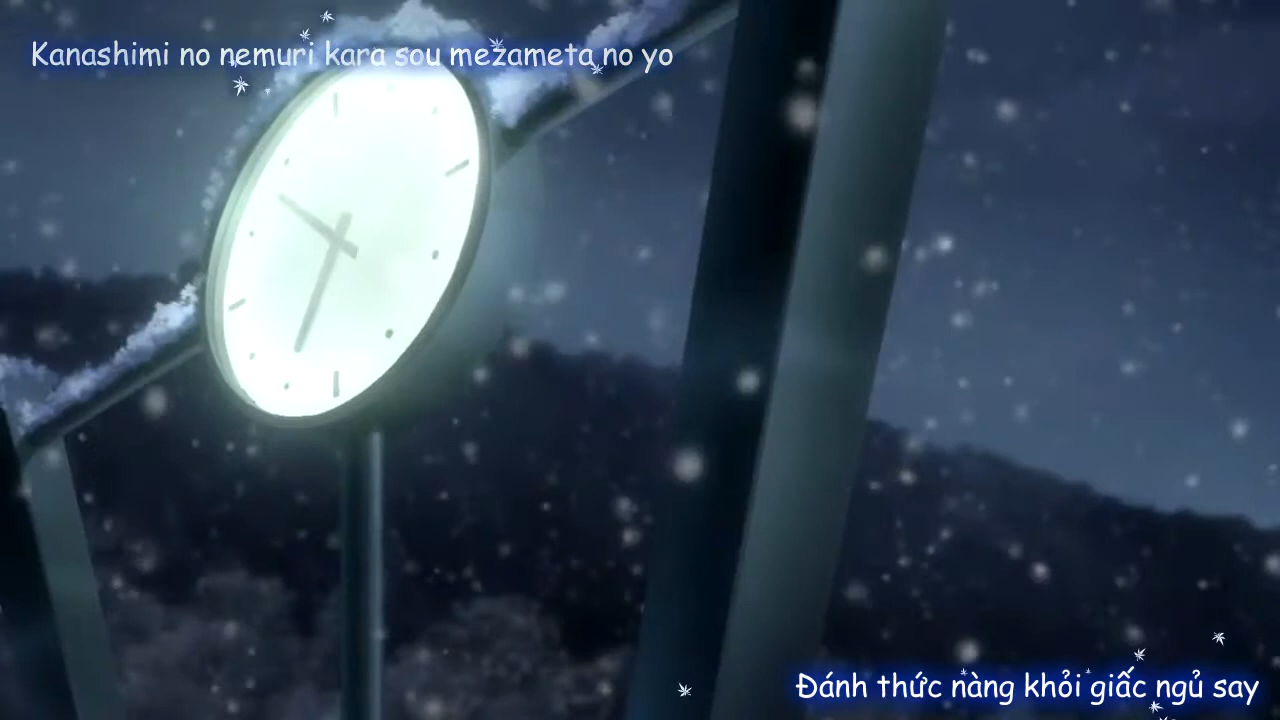 Kanashimi no nemuri kara sou mezameta no yo
Đánh thức nàng khỏi giấc ngủ say